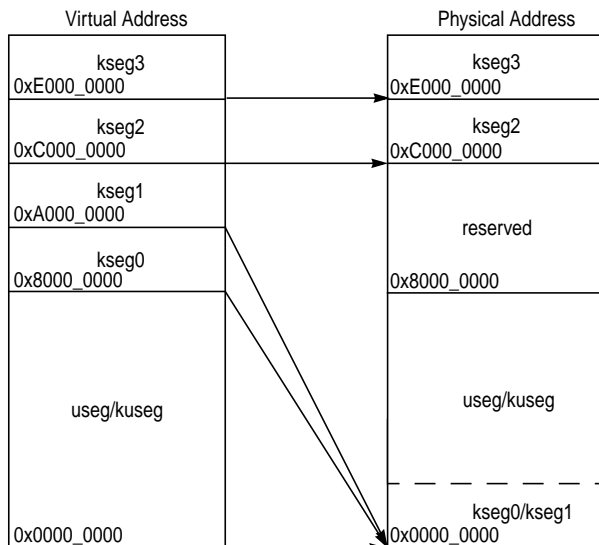 Virtual Address
kseg3
0xE000_0000
kseg2
0xC000_0000
kseg1
0xA000_0000
kseg0
0x8000_0000
useg/kuseg
0x0000_0000
Physical Address
kseg3
0xE000_0000
kseg2
0xC000_0000
reserved
0x8000_0000
useg/kuseg
kseg0/kseg1
0x0000_0000